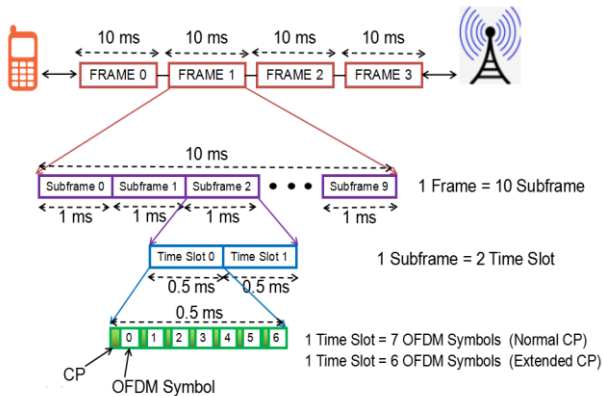 10 ms 10 ms 10 ms 10 ms
FRAME 0 FRAME 1 FRAME 2 FRAME 3
10 ms
Subframe 0 Subframe 1 Subframe 2 Subframe 9 1 Frame = 10 Subframe
1 ms 1 ms 1 ms 1 ms
Time Slot 0 Time Slot 1 1 Subframe = 2 Time Slot
0.5 ms 0.5 ms
0.5 ms
0 1 2 3 4 5 6 1 Time Slot = 7 OFDM Symbols (Normal CP)
1 Time Slot = 6 OFDM Symbols (Extended CP)
CP
OFDM Symbol